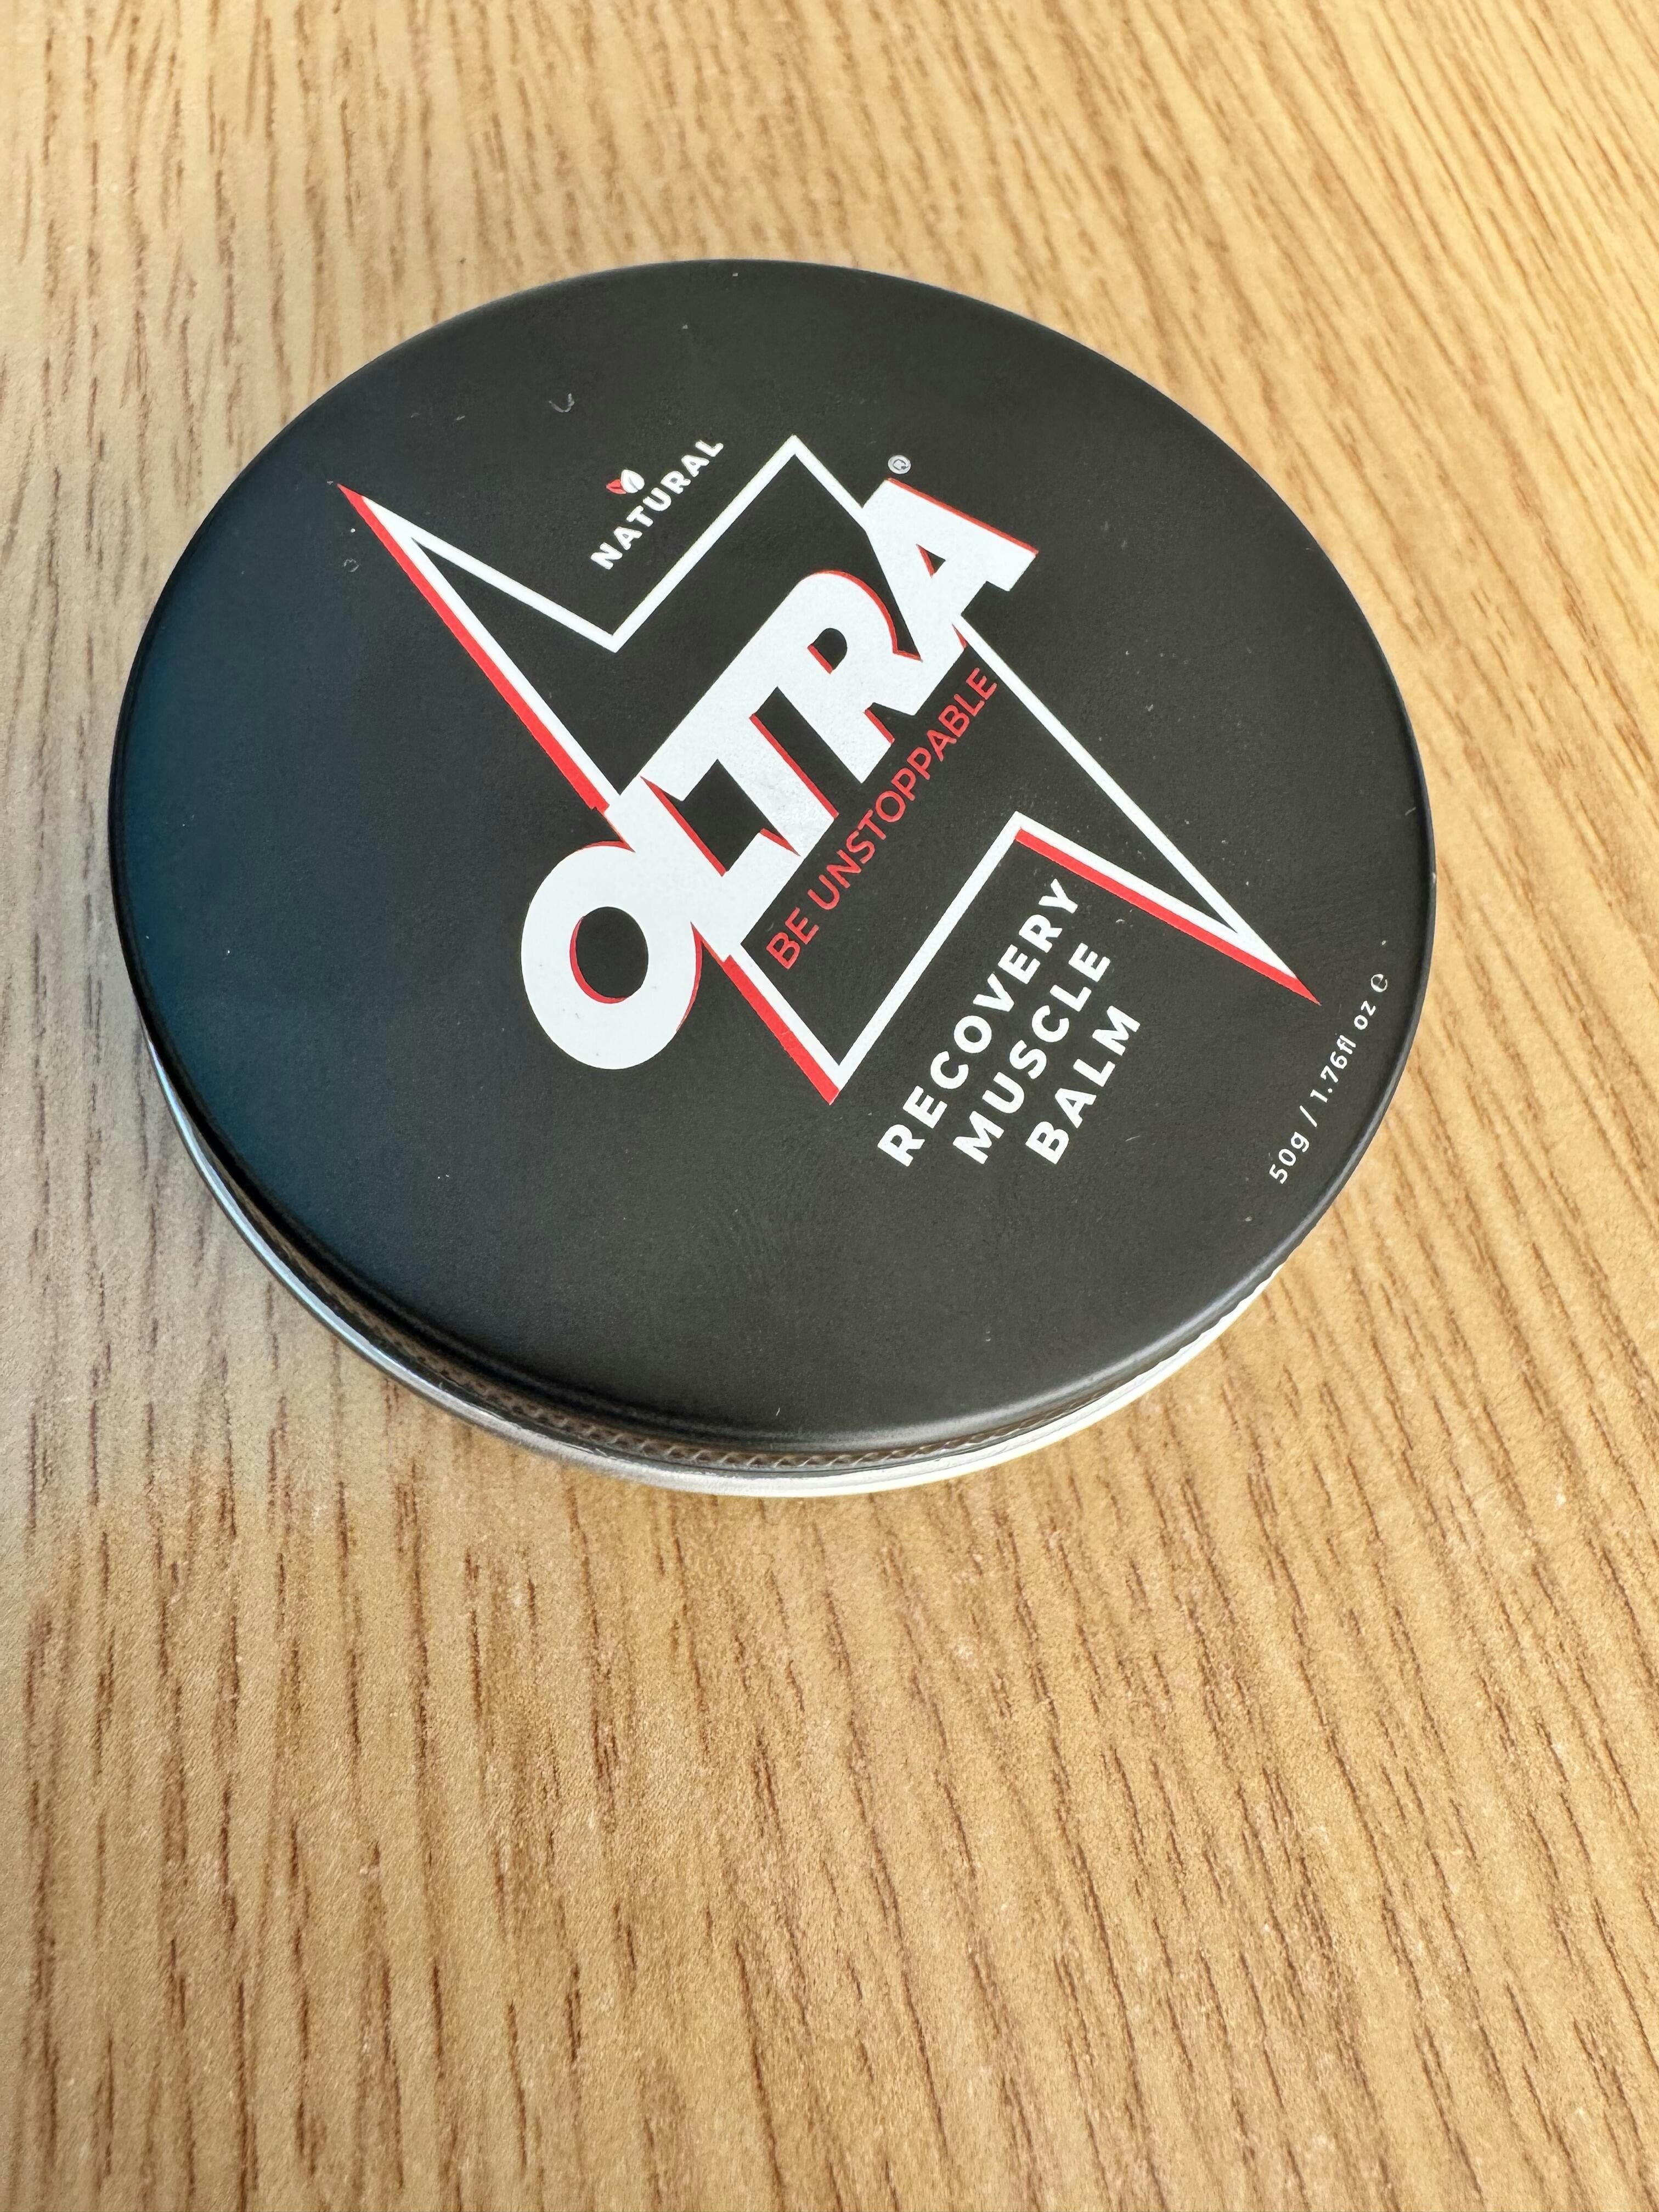 NATURAL
OLTRA®
BE UNSTOPPABLE
RECOVERY
MUSCLE
BALM
50g / 1.76fl oz ℮